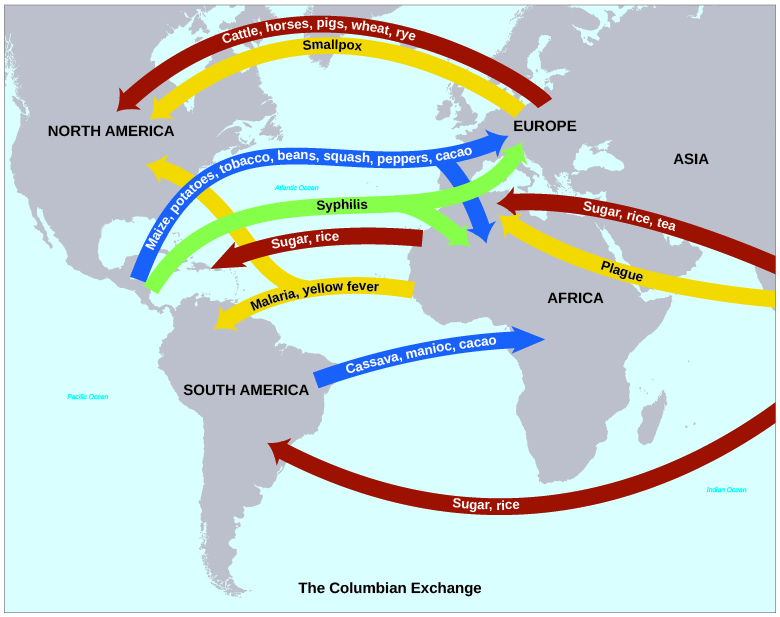 Cattle, horses, pigs, wheat, rye
Smallpox
NORTH AMERICA
EUROPE
ASIA
Maize, potatoes, tobacco, beans, squash, peppers, cacao
Atlantic Ocean
Syphilis
Sugar, rice
Sugar, rice, tea
Plague
Malaria, yellow fever
AFRICA
Cassava, manioc, cacao
SOUTH AMERICA
Pacific Ocean
Indian Ocean
Sugar, rice
The Columbian Exchange